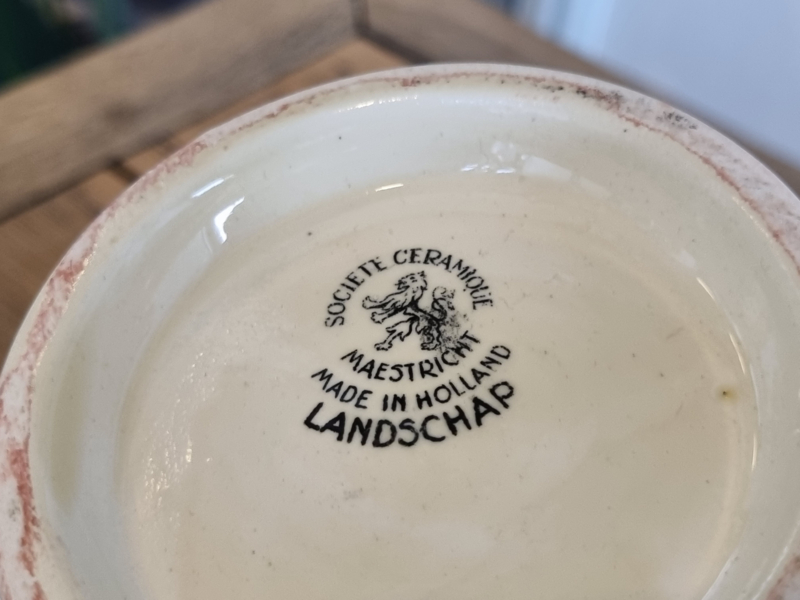 SOCIETE CERAMIQUE
MAESTRICHT
MADE IN HOLLAND
LANDSCHAP